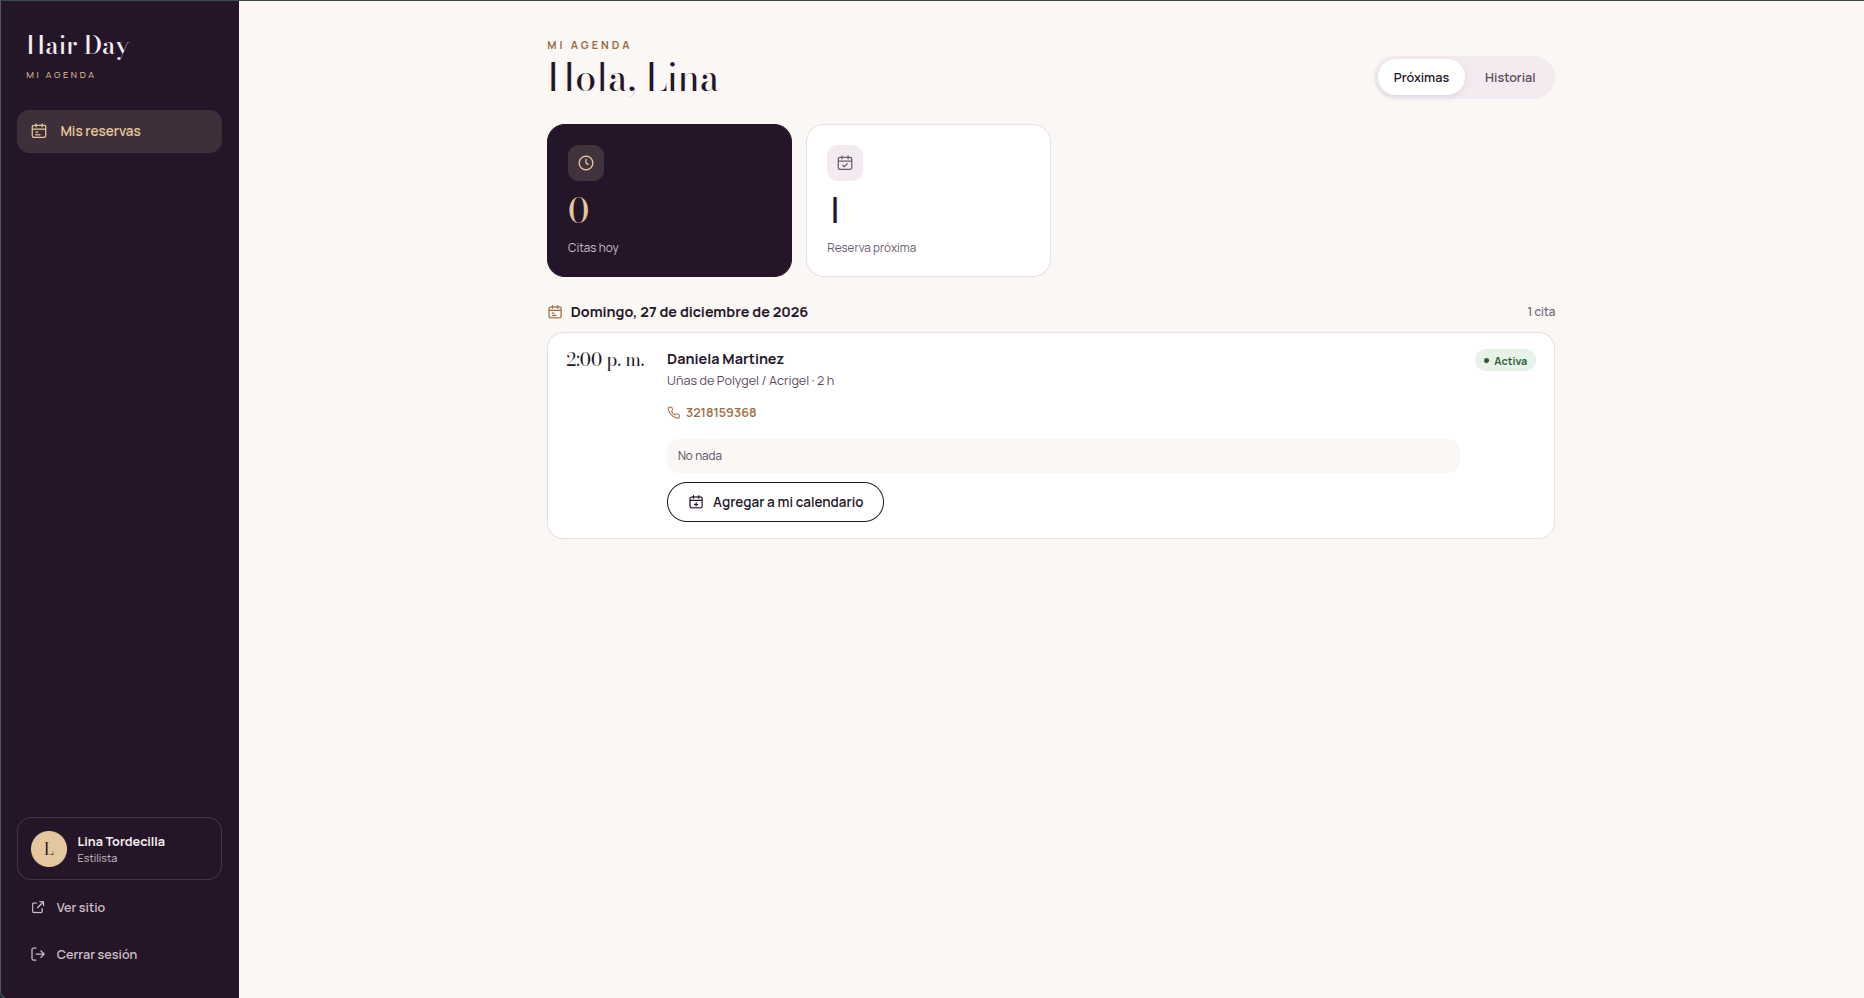 Hair Day
MI AGENDA
Mis reservas
MI AGENDA
Hola, Lina
Próximas
Historial
0
Citas hoy
1
Reserva próxima
Domingo, 27 de diciembre de 2026
1 cita
2:00 p. m.
Daniela Martinez
Activa
Uñas de Polygel / Acrigel · 2 h
3218159368
No nada
Agregar a mi calendario
L
Lina Tordecilla
Estilista
Ver sitio
Cerrar sesión